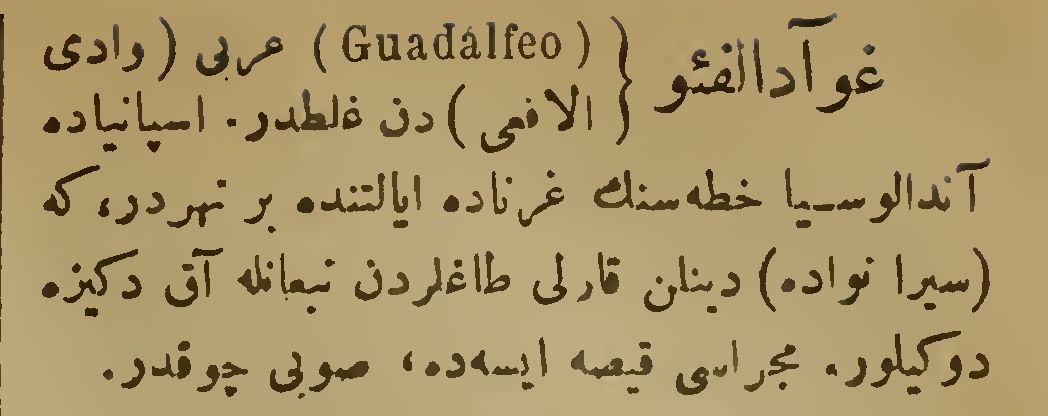 غوآدالفئو { (Guadálfeo) عربی (وادی
الافعی) دن غلطدر. اسپانیاده
آندالوسیا خطه‌سنك غرناده ایالتنده بر نهردر، که
(سیرا نواده) دینلن قارلی طاغلردن نبعانله آق دکیزه
دوکیلور. مجراسی قیصه ایسه‌ده، صویی چوقدر.